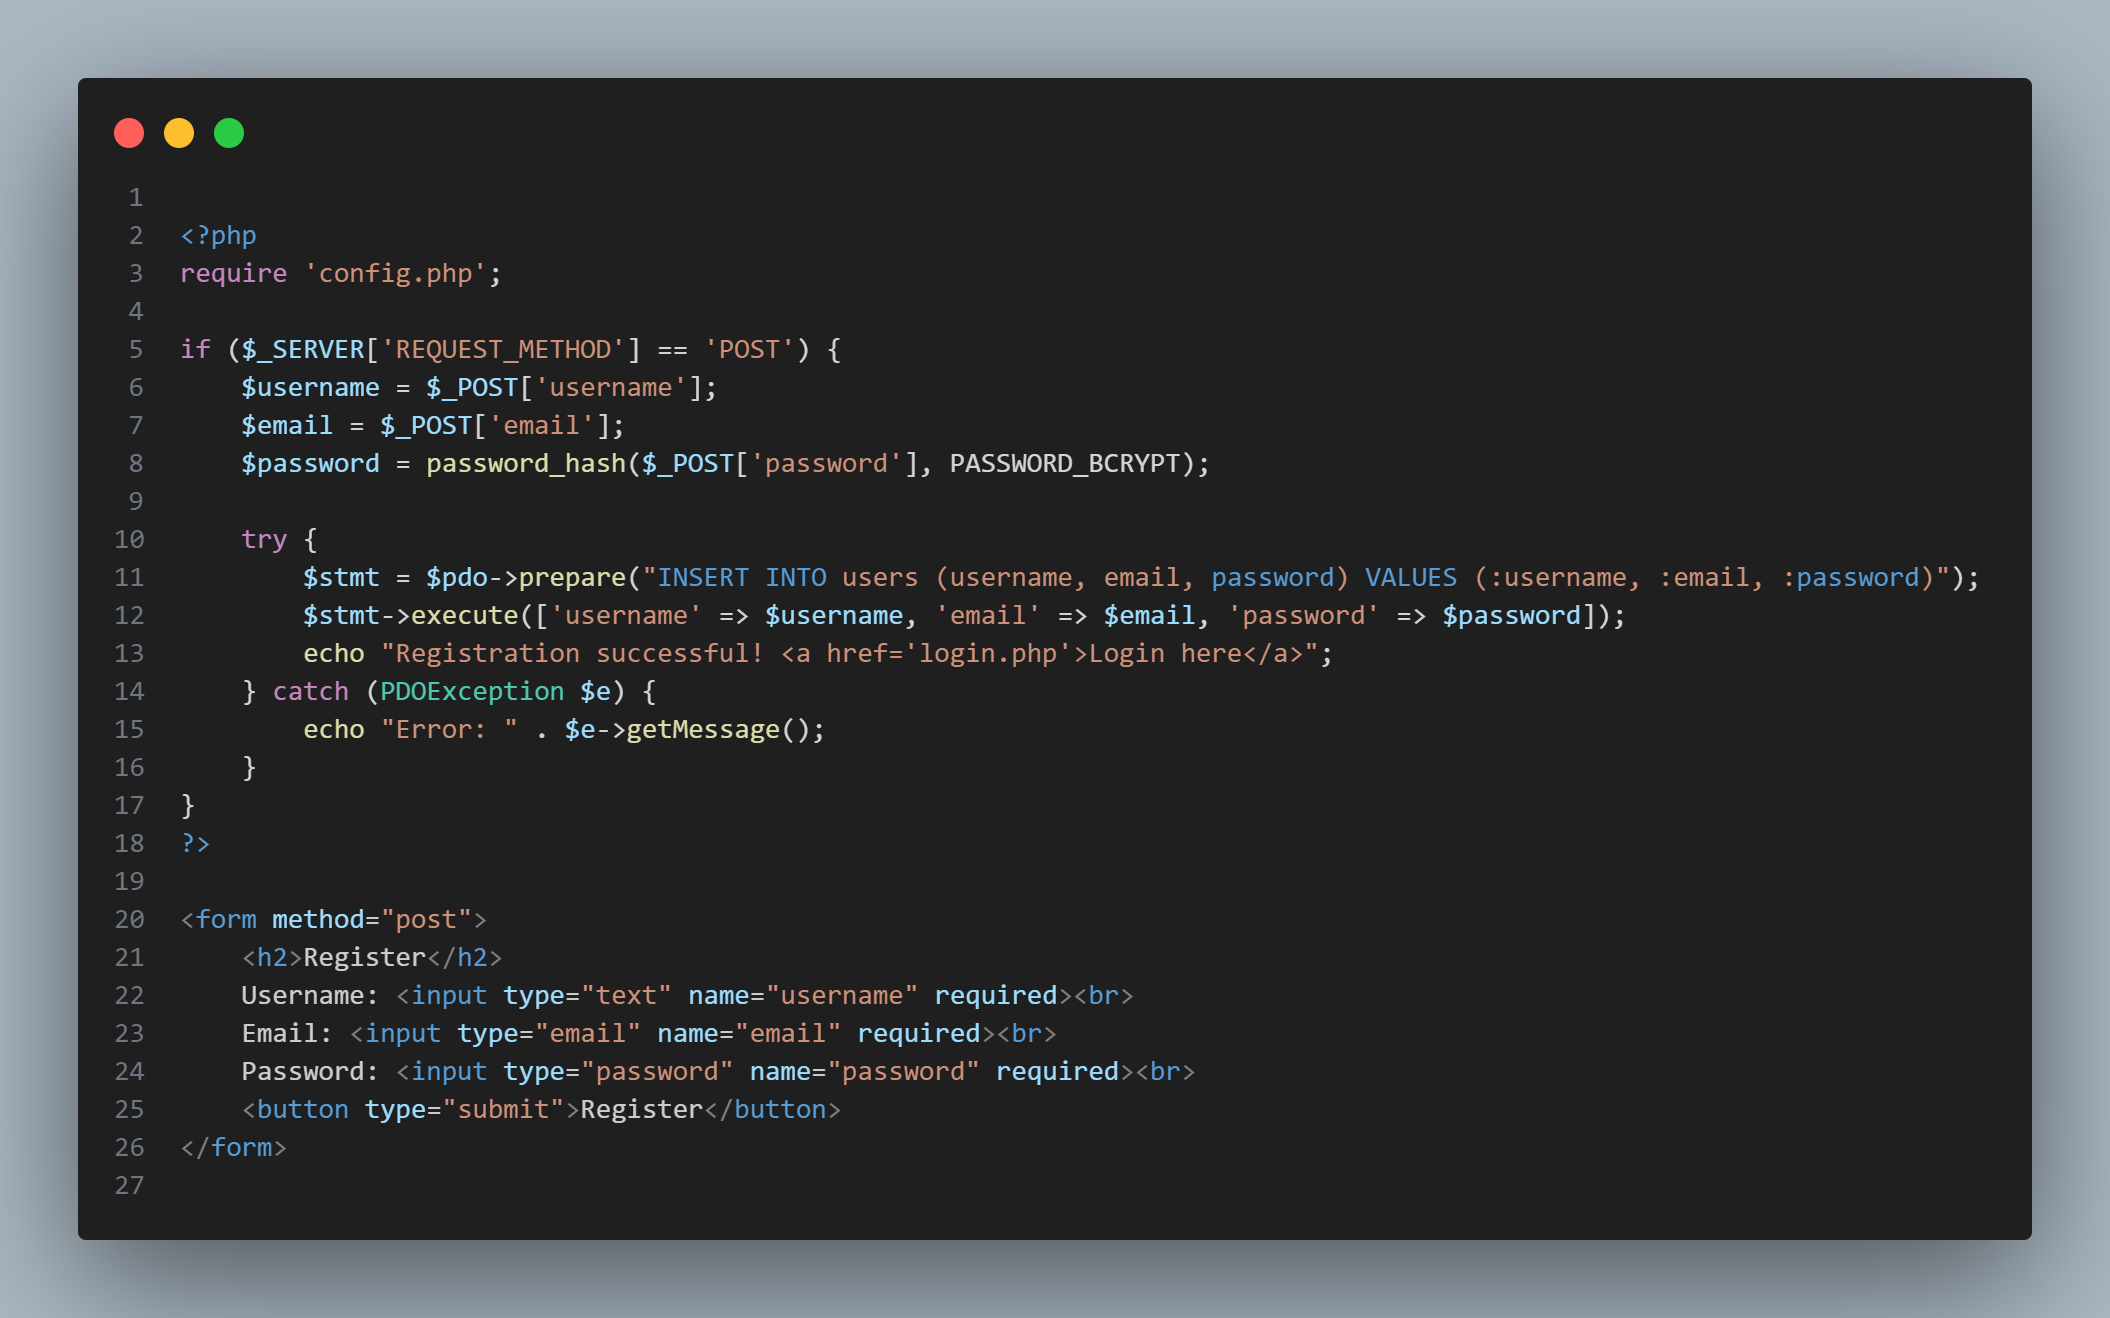 1
2 <?php
3 require 'config.php';
4
5 if ($_SERVER['REQUEST_METHOD'] == 'POST') {
6     $username = $_POST['username'];
7     $email = $_POST['email'];
8     $password = password_hash($_POST['password'], PASSWORD_BCRYPT);
9
10     try {
11         $stmt = $pdo->prepare("INSERT INTO users (username, email, password) VALUES (:username, :email, :password)");
12         $stmt->execute(['username' => $username, 'email' => $email, 'password' => $password]);
13         echo "Registration successful! <a href='login.php'>Login here</a>";
14     } catch (PDOException $e) {
15         echo "Error: " . $e->getMessage();
16     }
17 }
18 ?>
19
20 <form method="post">
21     <h2>Register</h2>
22     Username: <input type="text" name="username" required><br>
23     Email: <input type="email" name="email" required><br>
24     Password: <input type="password" name="password" required><br>
25     <button type="submit">Register</button>
26 </form>
27